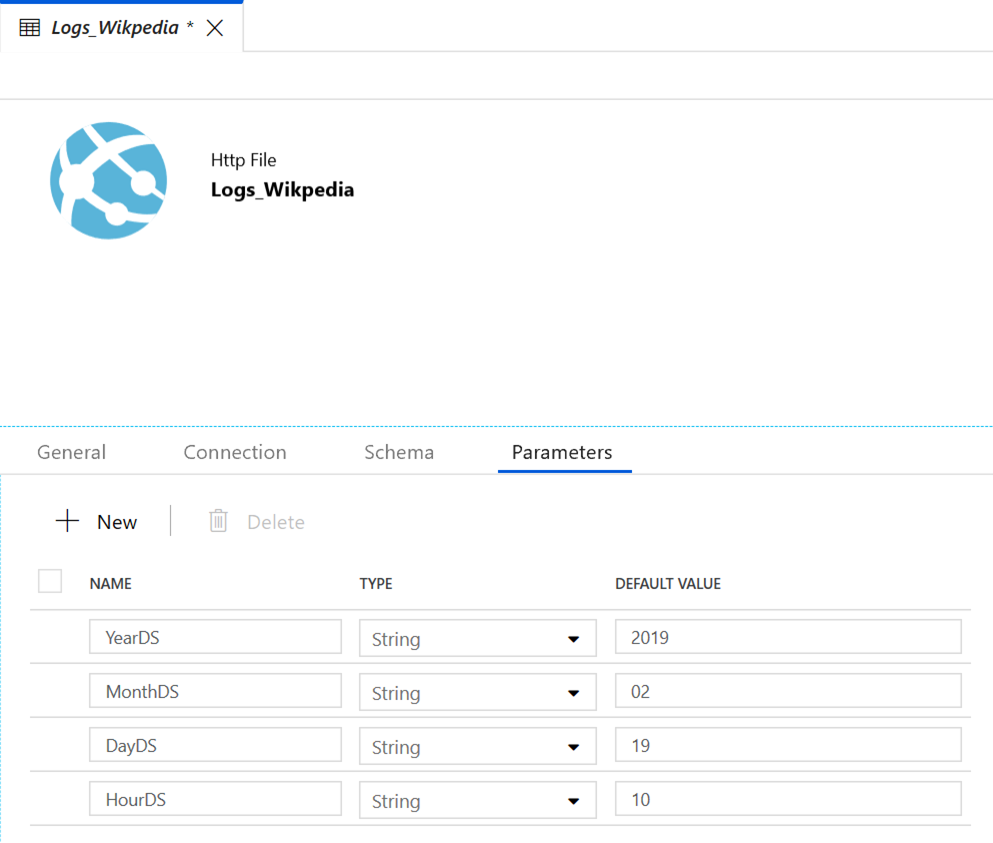 Logs_Wikpedia *
Http File
Logs_Wikpedia
General Connection Schema Parameters
New Delete
NAME TYPE DEFAULT VALUE
YearDS String 2019
MonthDS String 02
DayDS String 19
HourDS String 10